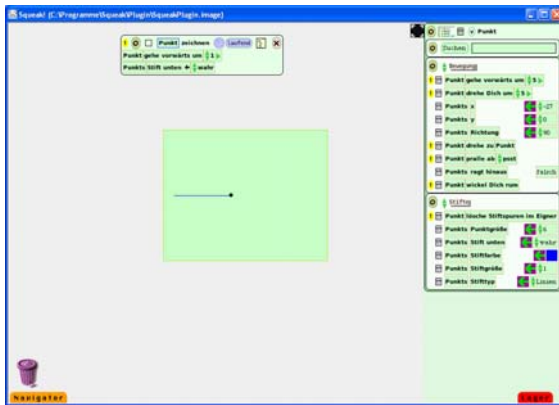 Squeak! (C:\Programme\Squeak\Plugin\SqueakPlugin.image)
! Punkt zeichnen laufend
Punkt gehe vorwärts um 1
Punkts Stift unten ← wahr
Punkt
Suchen
Bewegung
! Punkt gehe vorwärts um 5
! Punkt drehe Dich um 5
Punkts x -27
Punkts y 0
Punkts Richtung 90
! Punkt drehe zu Punkt
! Punkt pralle ab
Punkts ragt hinaus falsch
! Punkt wickel Dich rum
! Punkt lösche Stiftspuren im Eigner
Punkts Punktgröße 6
Punkts Stift unten wahr
Punkts Stiftfarbe
Punkts Stiftgröße 1
Punkts Stifttyp Linien
Navigator
Lager